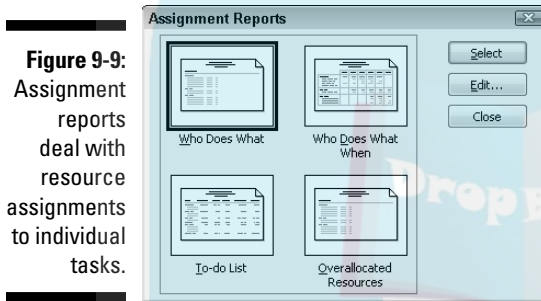 Figure 9-9:
Assignment
reports
deal with
resource
assignments
to individual
tasks.
Assignment Reports
Select
Edit...
Close
Who Does What
Who Does What
When
To-do List
Overallocated
Resources
Drop